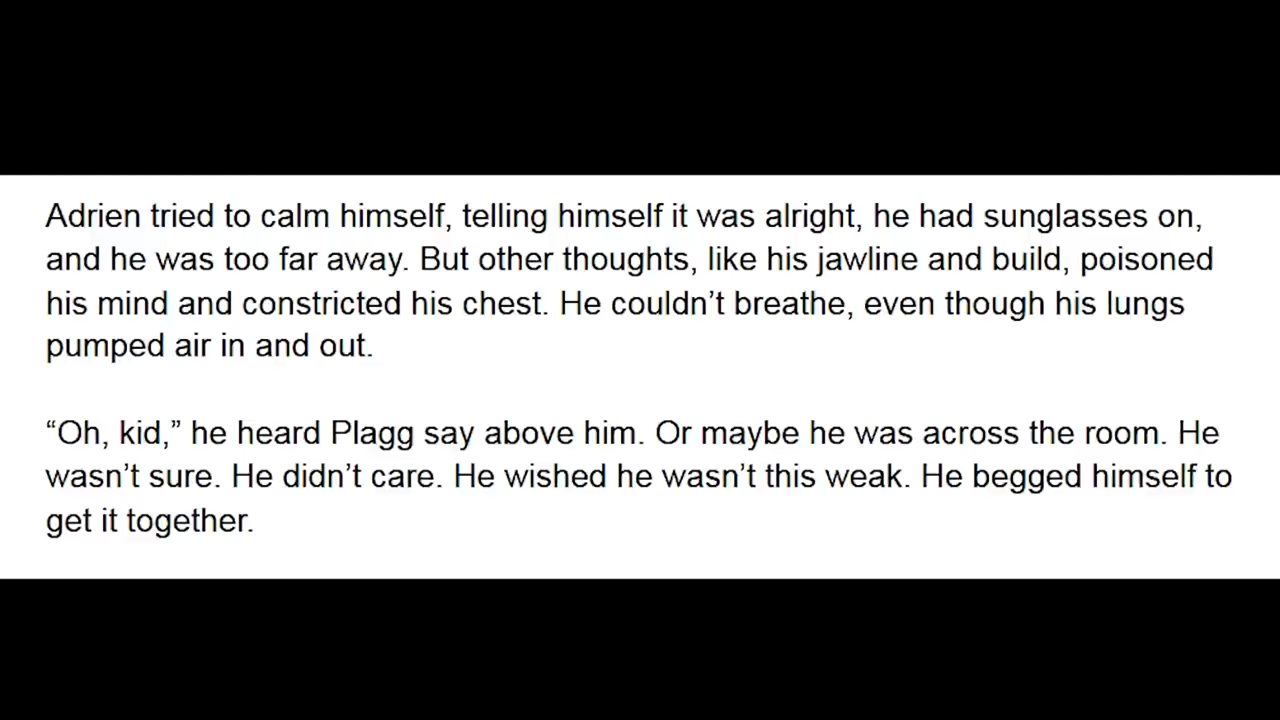 Adrien tried to calm himself, telling himself it was alright, he had sunglasses on,
and he was too far away. But other thoughts, like his jawline and build, poisoned
his mind and constricted his chest. He couldn’t breathe, even though his lungs
pumped air in and out.
“Oh, kid,” he heard Plagg say above him. Or maybe he was across the room. He
wasn’t sure. He didn’t care. He wished he wasn’t this weak. He begged himself to
get it together.